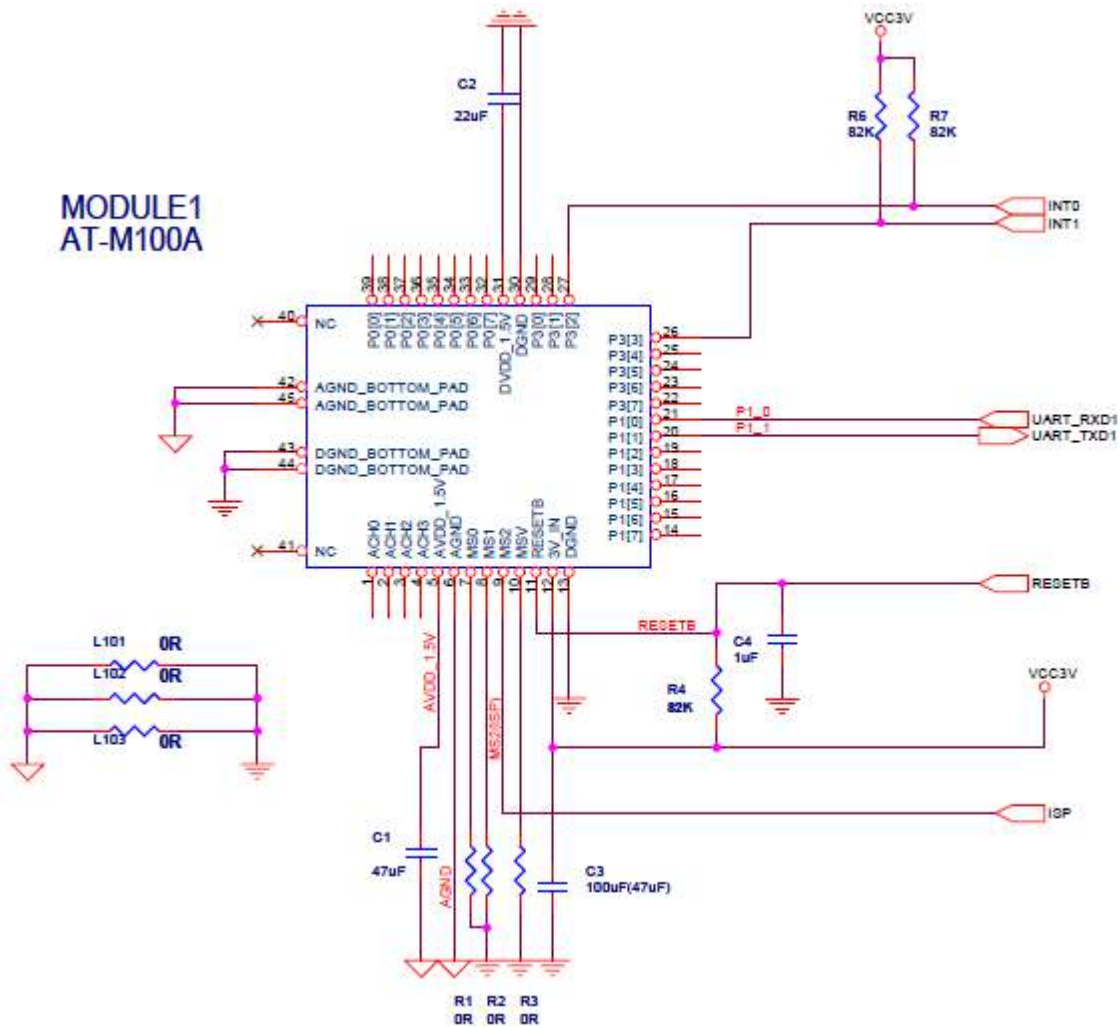 VCC3V
C2
22uF
R6
82K
R7
82K
MODULE1
AT-M100A
INT0
INT1
39
38
37
36
35
34
33
32
31
30
29
28
27
P0[0]
P0[1]
P0[2]
P0[3]
P0[4]
P0[5]
P0[6]
P0[7]
DVDD_1.5V
DGND
P3[0]
P3[1]
P3[2]
40 NC
42 AGND_BOTTOM_PAD
45 AGND_BOTTOM_PAD
43 DGND_BOTTOM_PAD
44 DGND_BOTTOM_PAD
41 NC
P3[3] 26
P3[4] 25
P3[5] 24
P3[6] 23
P3[7] 22
P1[0] 21
P1[1] 20
P1[2] 19
P1[3] 18
P1[4] 17
P1[5] 16
P1[6] 15
P1[7] 14
P1_0
P1_1
UART_RXD1
UART_TXD1
ACH0
ACH1
ACH2
ACH3
AVDD_1.5V
AGND
MS0
MS1
MS2
MSV
RESETB
3V_IN
DGND
1
2
3
4
5
6
7
8
9
10
11
12
13
RESETB
RESETB
C4
1uF
R4
82K
VCC3V
L101 0R
L102 0R
L103 0R
AVDD_1.5V
MS2(ISP)
ISP
C1
47uF
AGND
C3
100uF(47uF)
R1 R2 R3
0R 0R 0R